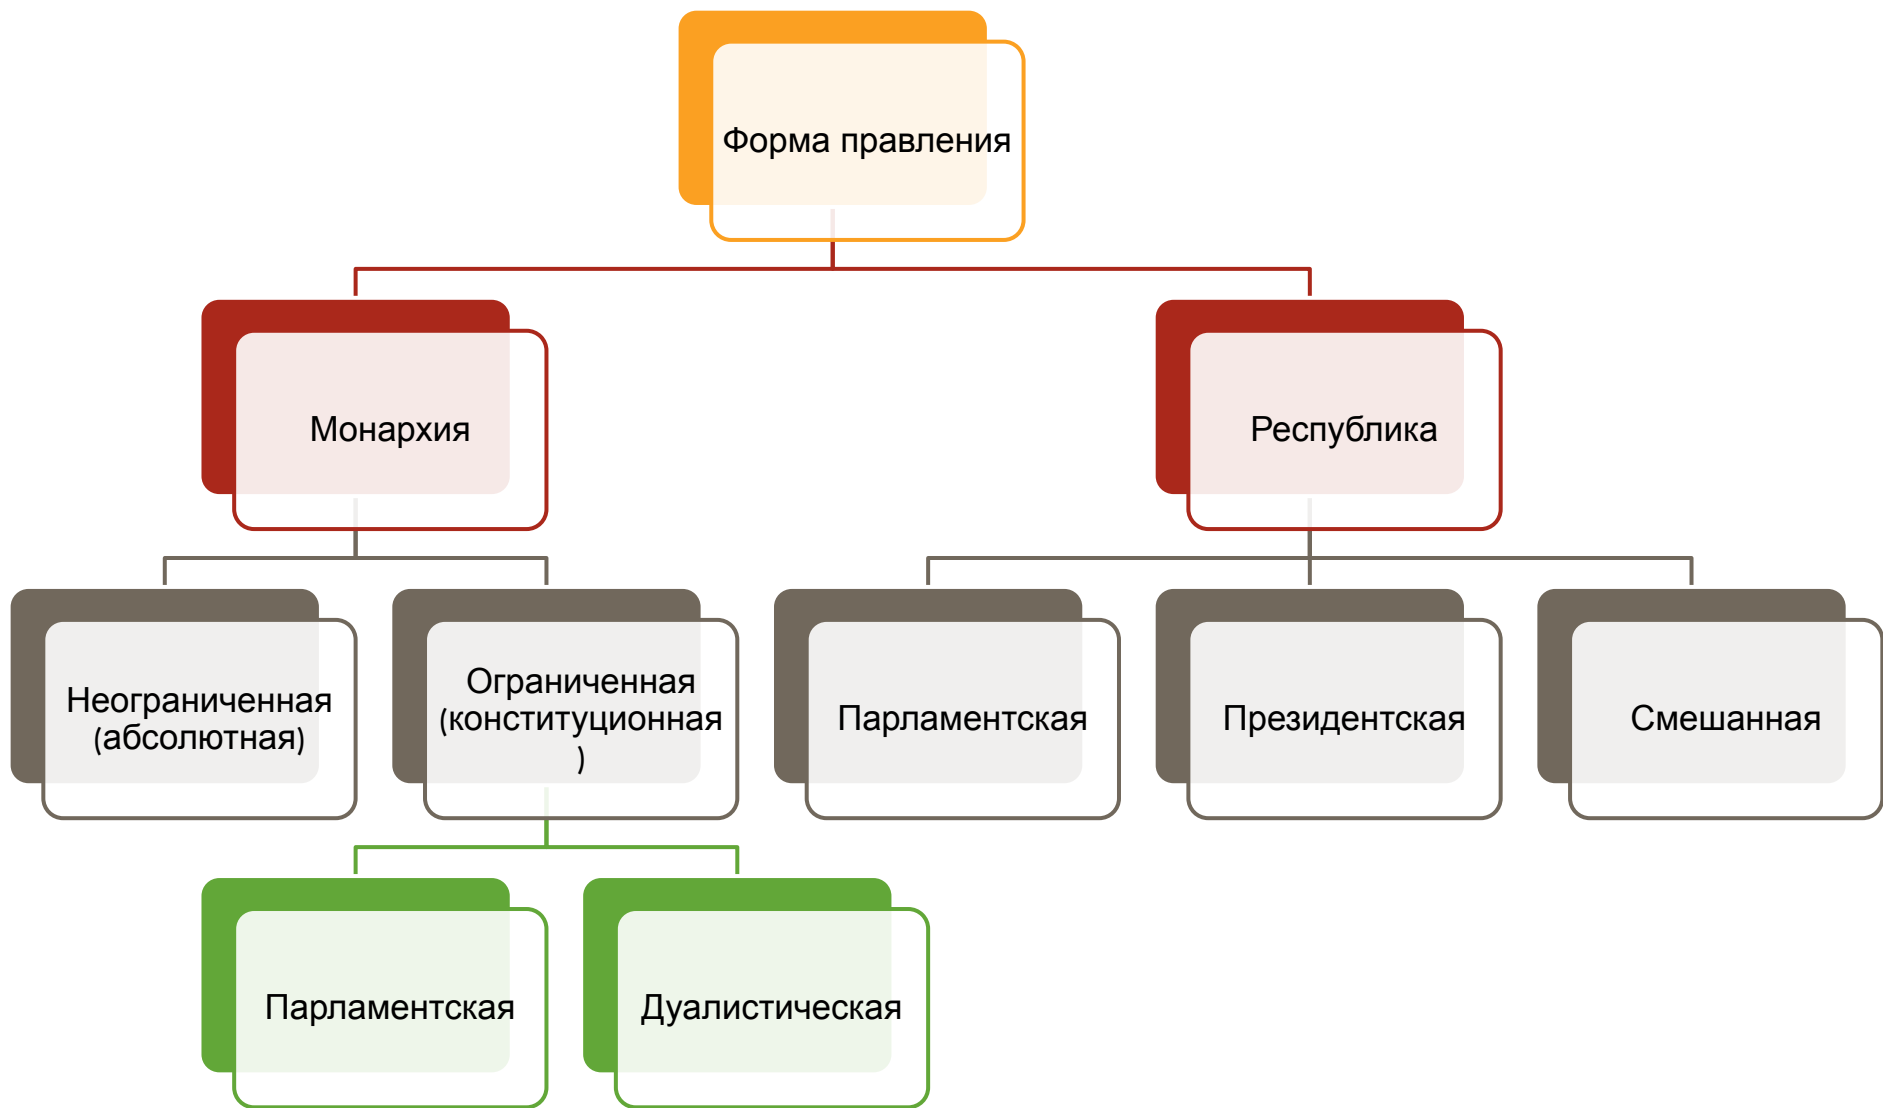 Форма правления
Монархия
Республика
Неограниченная
(абсолютная)
Ограниченная
(конституционная
)
Парламентская
Президентская
Смешанная
Парламентская
Дуалистическая